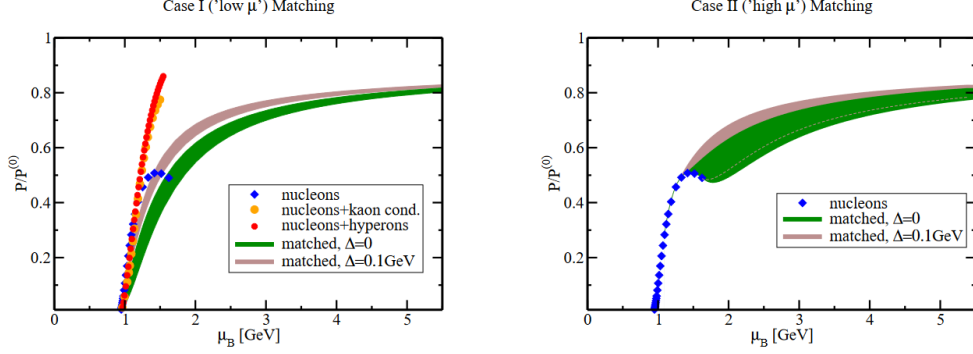 Case I ('low μ') Matching
P/P(0)
0.8
0.6
0.4
0.2
0
1
2
3
4
5
μB [GeV]
nucleons
nucleons+kaon cond.
nucleons+hyperons
matched, Δ=0
matched, Δ=0.1GeV
Case II ('high μ') Matching
P/P(0)
0.8
0.6
0.4
0.2
0
1
2
3
4
5
μB [GeV]
nucleons
matched, Δ=0
matched, Δ=0.1GeV